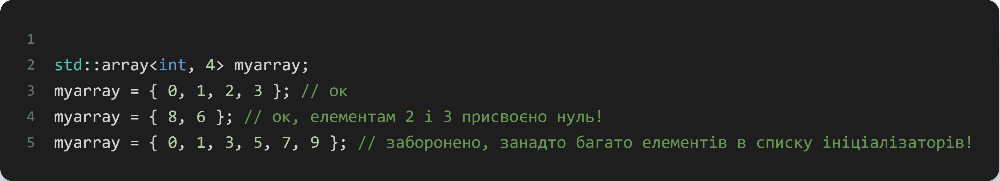 1
2 std::array<int, 4> myarray;
3 myarray = { 0, 1, 2, 3 }; // ок
4 myarray = { 8, 6 }; // ок, елементам 2 і 3 присвоєно нуль!
5 myarray = { 0, 1, 3, 5, 7, 9 }; // заборонено, занадто багато елементів в списку ініціалізаторів!